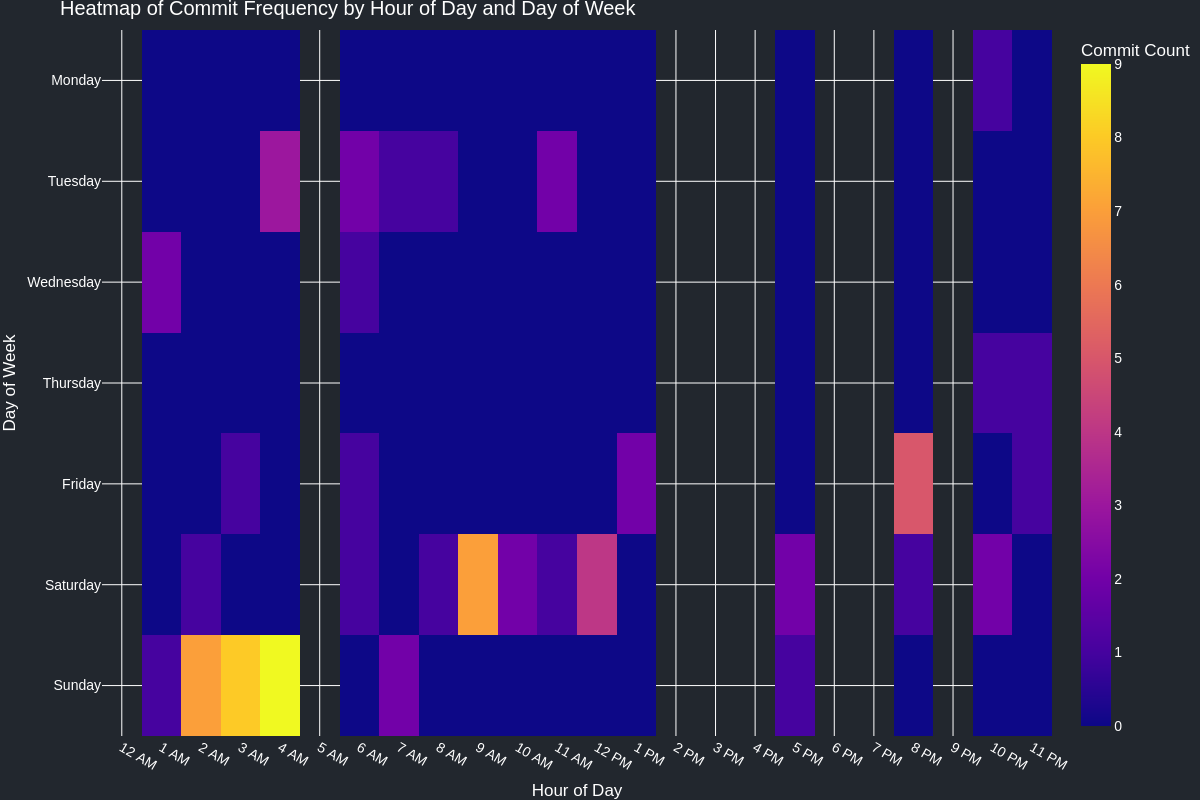 Heatmap of Commit Frequency by Hour of Day and Day of Week
Commit Count
9
8
7
6
5
4
3
2
1
0
Day of Week
Monday
Tuesday
Wednesday
Thursday
Friday
Saturday
Sunday
12 AM
1 AM
2 AM
3 AM
4 AM
5 AM
6 AM
7 AM
8 AM
9 AM
10 AM
11 AM
12 PM
1 PM
2 PM
3 PM
4 PM
5 PM
6 PM
7 PM
8 PM
9 PM
10 PM
11 PM
Hour of Day